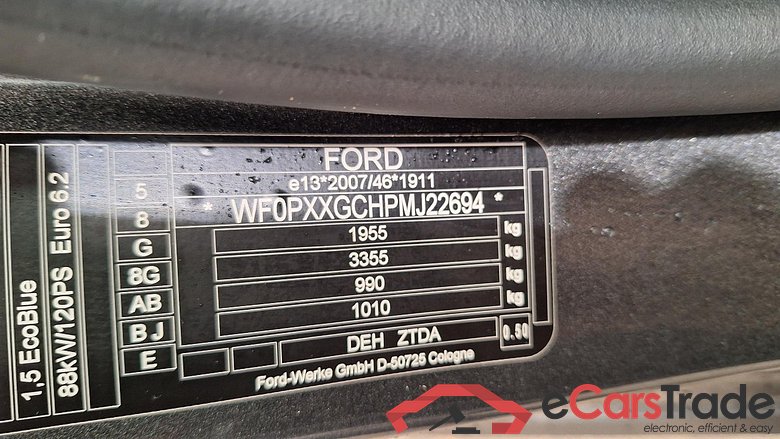 FORD
e13*2007/46*1911
* WF0PXXGCHPMJ22694 *
1955 kg
3355 kg
990 kg
1010 kg
DEH ZTDA 0.50
Ford-Werke GmbH D-50725 Cologne
5
8
G
8G
AB
BJ
E
1,5 EcoBlue
88kW/120PS Euro 6.2
eCarsTrade
electronic, efficient & easy